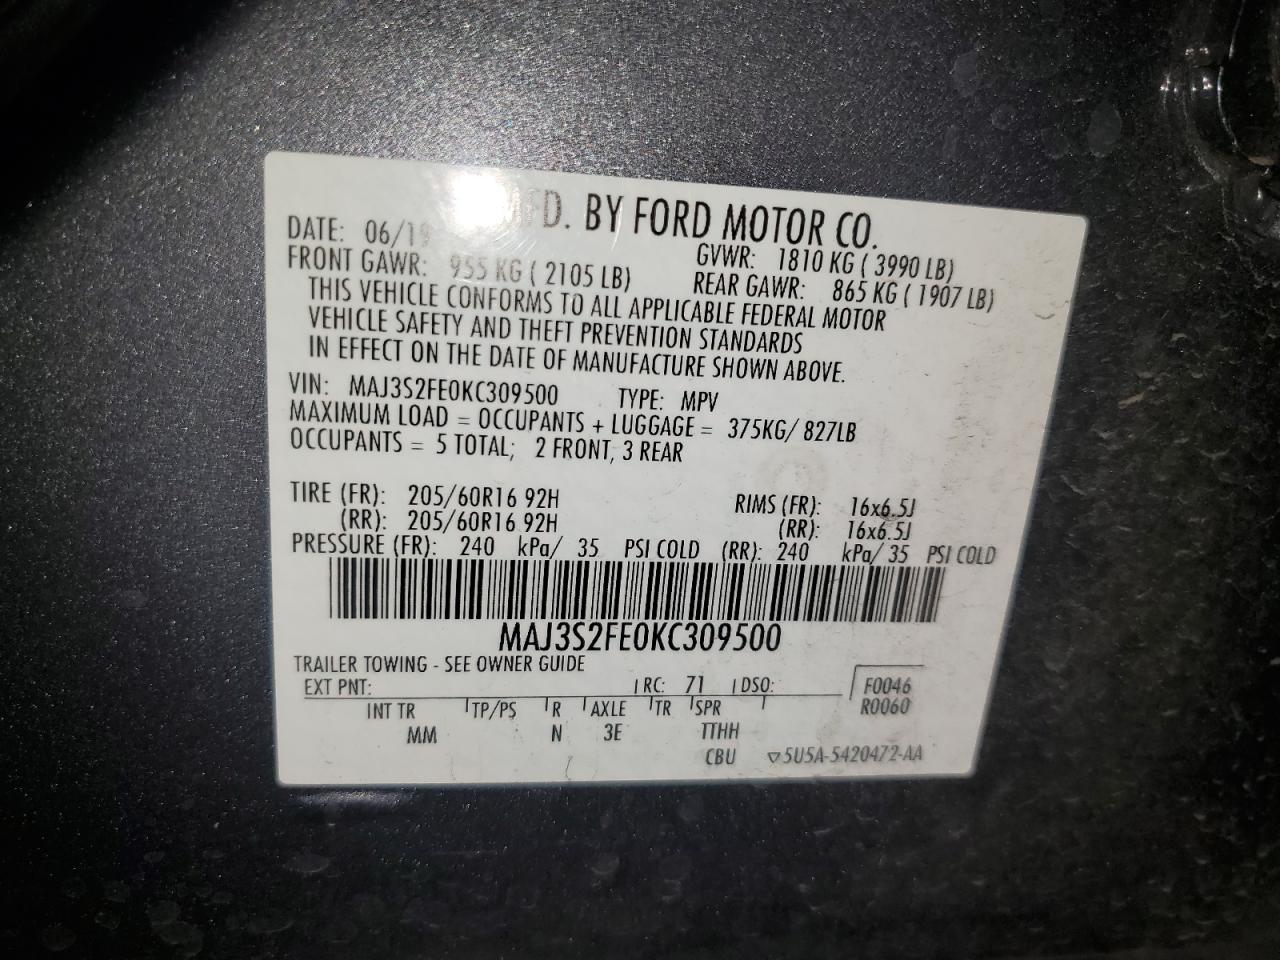 MFD. BY FORD MOTOR CO.
DATE: 06/19 GVWR: 1810 KG ( 3990 LB)
FRONT GAWR: 955 KG ( 2105 LB) REAR GAWR: 865 KG ( 1907 LB)
THIS VEHICLE CONFORMS TO ALL APPLICABLE FEDERAL MOTOR
VEHICLE SAFETY AND THEFT PREVENTION STANDARDS
IN EFFECT ON THE DATE OF MANUFACTURE SHOWN ABOVE.
VIN: MAJ3S2FE0KC309500 TYPE: MPV
MAXIMUM LOAD = OCCUPANTS + LUGGAGE = 375KG/ 827LB
OCCUPANTS = 5 TOTAL; 2 FRONT, 3 REAR
TIRE (FR): 205/60R16 92H RIMS (FR): 16x6.5J
(RR): 205/60R16 92H (RR): 16x6.5J
PRESSURE (FR): 240 kPa/ 35 PSI COLD (RR): 240 kPa/ 35 PSI COLD
MAJ3S2FE0KC309500
TRAILER TOWING - SEE OWNER GUIDE
EXT PNT: RC: 71 DSO: F0046
INT TR TP/PS R AXLE TR SPR R0060
MM N 3E TTHH
CBU ▽5U5A-5420472-AA